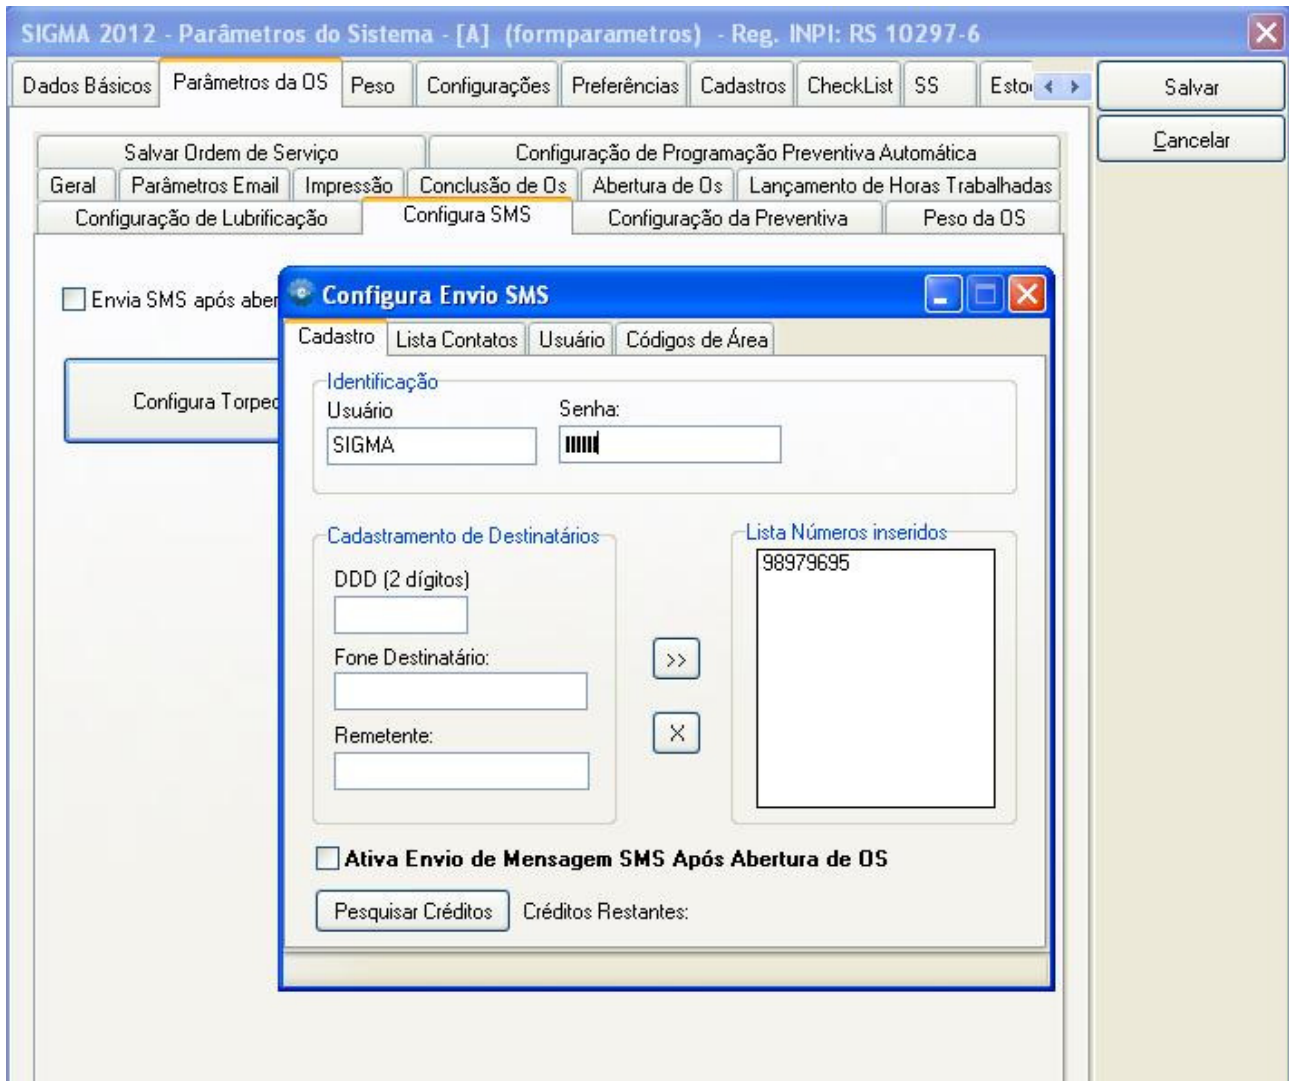 SIGMA 2012 - Parâmetros do Sistema - [A] (formparametros) - Reg. INPI: RS 10297-6
Dados Básicos Parâmetros da OS Peso Configurações Preferências Cadastros CheckList SS Esto
Salvar
Cancelar
Salvar Ordem de Serviço Configuração de Programação Preventiva Automática
Geral Parâmetros Email Impressão Conclusão de Os Abertura de Os Lançamento de Horas Trabalhadas
Configuração de Lubrificação Configura SMS Configuração da Preventiva Peso da OS
Envia SMS após aber
Configura Torped
Configura Envio SMS
Cadastro Lista Contatos Usuário Códigos de Área
Identificação
Usuário Senha:
SIGMA
Cadastramento de Destinatários
Lista Números inseridos
98979695
DDD (2 dígitos)
Fone Destinatário:
>>
Remetente:
X
Ativa Envio de Mensagem SMS Após Abertura de OS
Pesquisar Créditos Créditos Restantes: